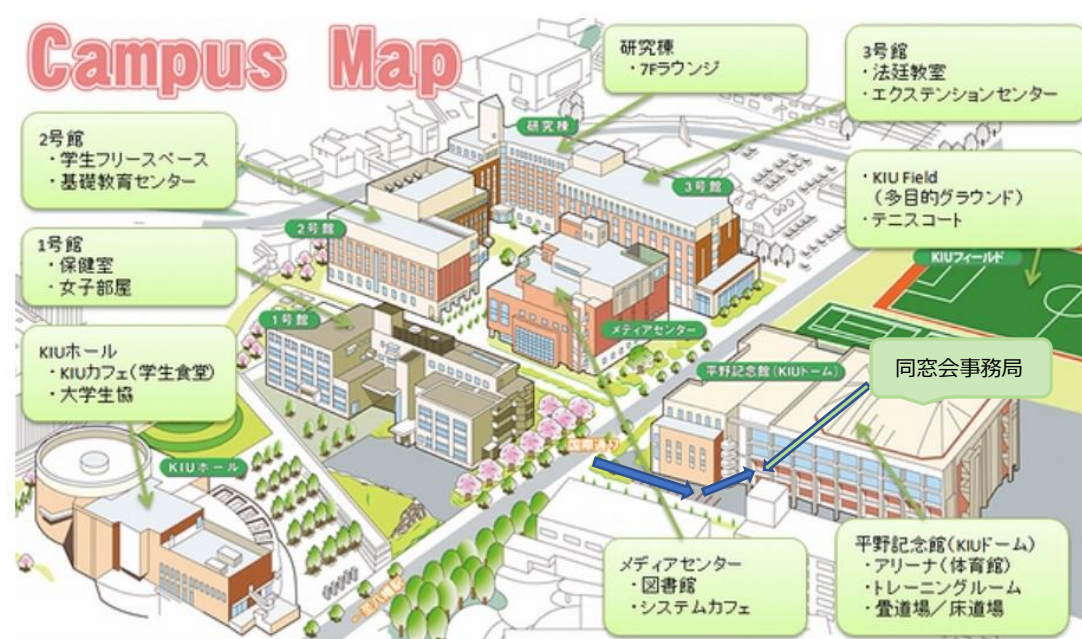 Campus Map
研究棟
・7Fラウンジ
3号館
・法廷教室
・エクステンションセンター
2号館
・学生フリースペース
・基礎教育センター
研究棟
3号館
・KIU Field
（多目的グラウンド）
・テニスコート
1号館
・保健室
・女子部屋
2号館
KIUフィールド
1号館
メディアセンター
KIUホール
・KIUカフェ(学生食堂)
・大学生協
平野記念館(KIUドーム)
同窓会事務局
KIUホール
メディアセンター
・図書館
・システムカフェ
平野記念館(KIUドーム)
・アリーナ(体育館)
・トレーニングルーム
・畳道場／床道場